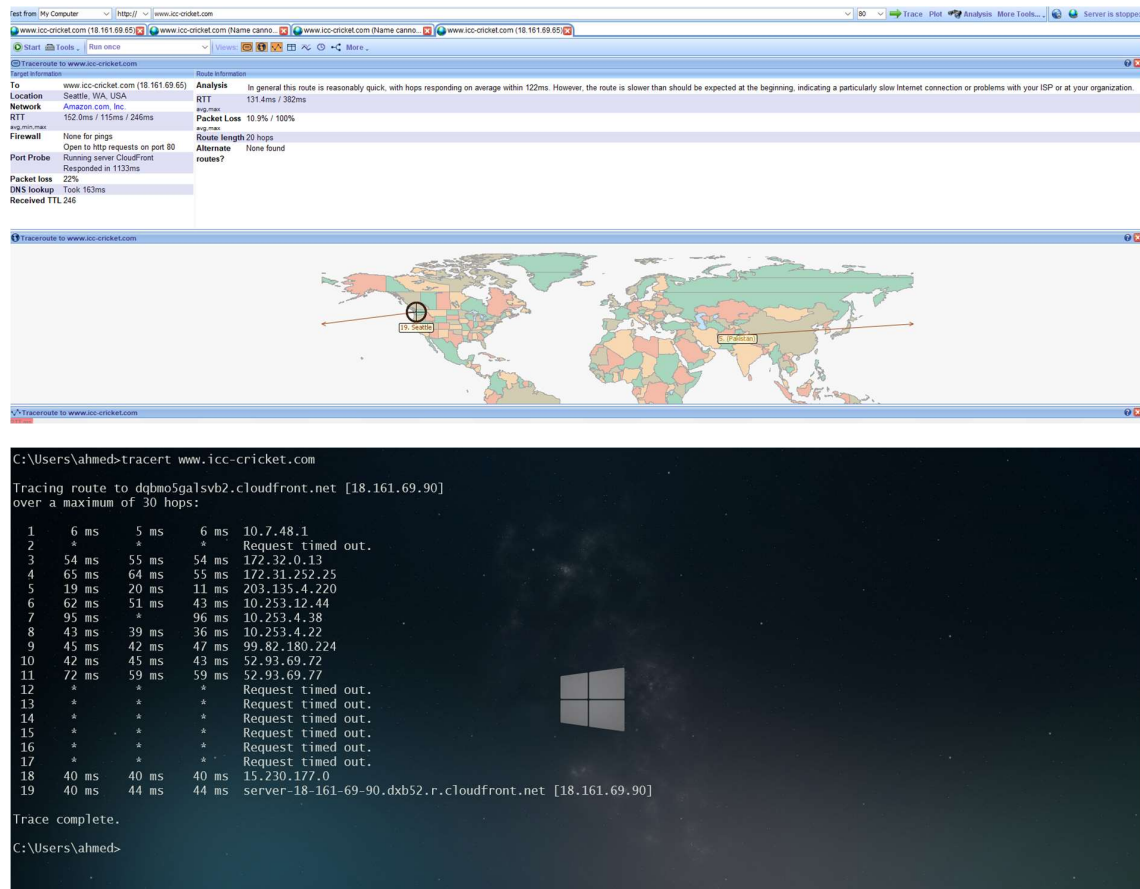 Test from My Computer http:// www.icc-cricket.com 80 Trace Plot Analysis More Tools... Server is stopped
www.icc-cricket.com (18.161.69.65) www.icc-cricket.com (Name canno... www.icc-cricket.com (Name canno... www.icc-cricket.com (18.161.69.65)
Start Tools Run once Views: More
Traceroute to www.icc-cricket.com
Target Information
To www.icc-cricket.com (18.161.69.65)
Location Seattle, WA, USA
Network Amazon.com, Inc.
RTT 152.0ms / 115ms / 246ms
avg,min,max
Firewall None for pings
Open to http requests on port 80
Port Probe Running server CloudFront
Responded in 1133ms
Packet loss 22%
DNS lookup Took 163ms
Received TTL 246
Route Information
Analysis In general this route is reasonably quick, with hops responding on average within 122ms. However, the route is slower than should be expected at the beginning, indicating a particularly slow Internet connection or problems with your ISP or at your organization.
RTT 131.4ms / 382ms
avg,max
Packet Loss 10.9% / 100%
avg,max
Route length 20 hops
Alternate None found
routes?
Traceroute to www.icc-cricket.com
19. Seattle
5. (Pakistan)
Traceroute to www.icc-cricket.com
C:\Users\ahmed>tracert www.icc-cricket.com
Tracing route to dqbmo5galsvb2.cloudfront.net [18.161.69.90]
over a maximum of 30 hops:
1 6 ms 5 ms 6 ms 10.7.48.1
2 * * * Request timed out.
3 54 ms 55 ms 54 ms 172.32.0.13
4 65 ms 64 ms 55 ms 172.31.252.25
5 19 ms 20 ms 11 ms 203.135.4.220
6 62 ms 51 ms 43 ms 10.253.12.44
7 95 ms * 96 ms 10.253.4.38
8 43 ms 39 ms 36 ms 10.253.4.22
9 45 ms 42 ms 47 ms 99.82.180.224
10 42 ms 45 ms 43 ms 52.93.69.72
11 72 ms 59 ms 59 ms 52.93.69.77
12 * * * Request timed out.
13 * * * Request timed out.
14 * * * Request timed out.
15 * * * Request timed out.
16 * * * Request timed out.
17 * * * Request timed out.
18 40 ms 40 ms 40 ms 15.230.177.0
19 40 ms 44 ms 44 ms server-18-161-69-90.dxb52.r.cloudfront.net [18.161.69.90]
Trace complete.
C:\Users\ahmed>